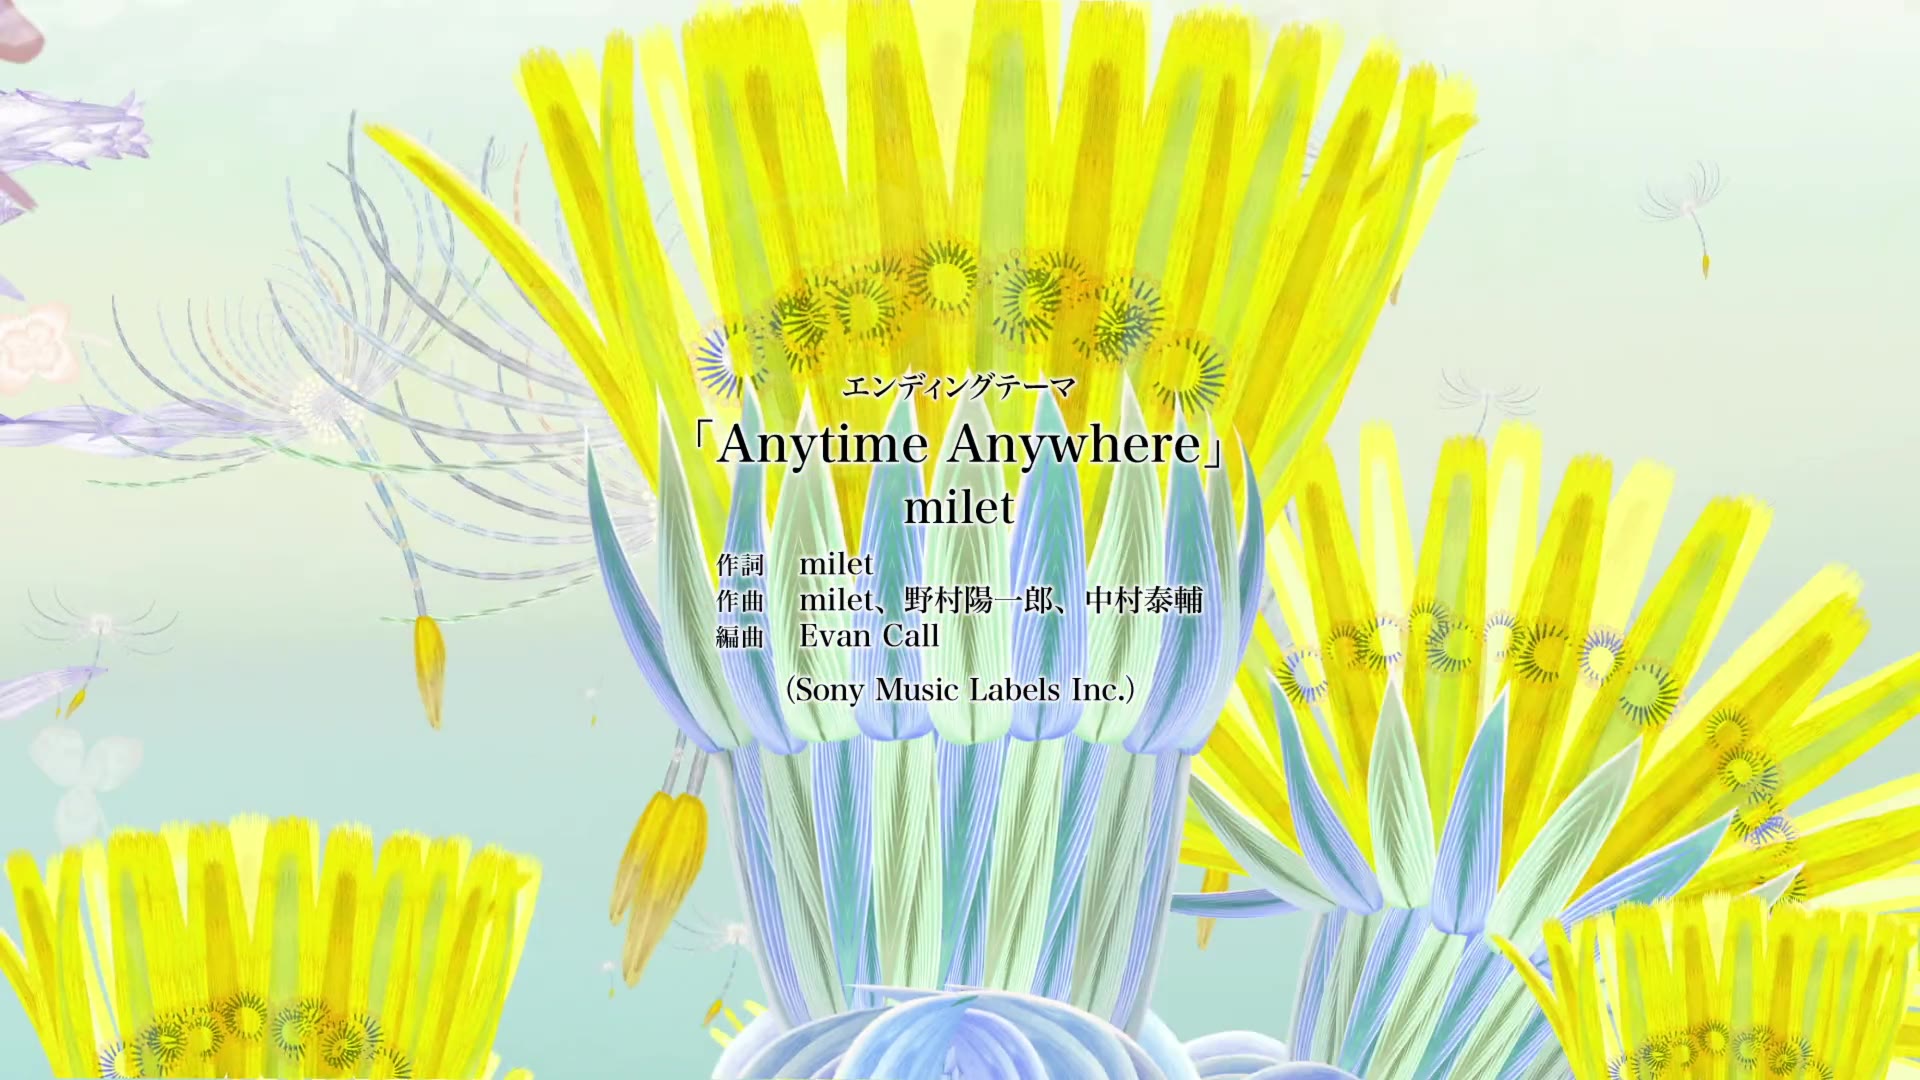 エンディングテーマ
「Anytime Anywhere」
milet
作詞 milet
作曲 milet、野村陽一郎、中村泰輔
編曲 Evan Call
(Sony Music Labels Inc.)